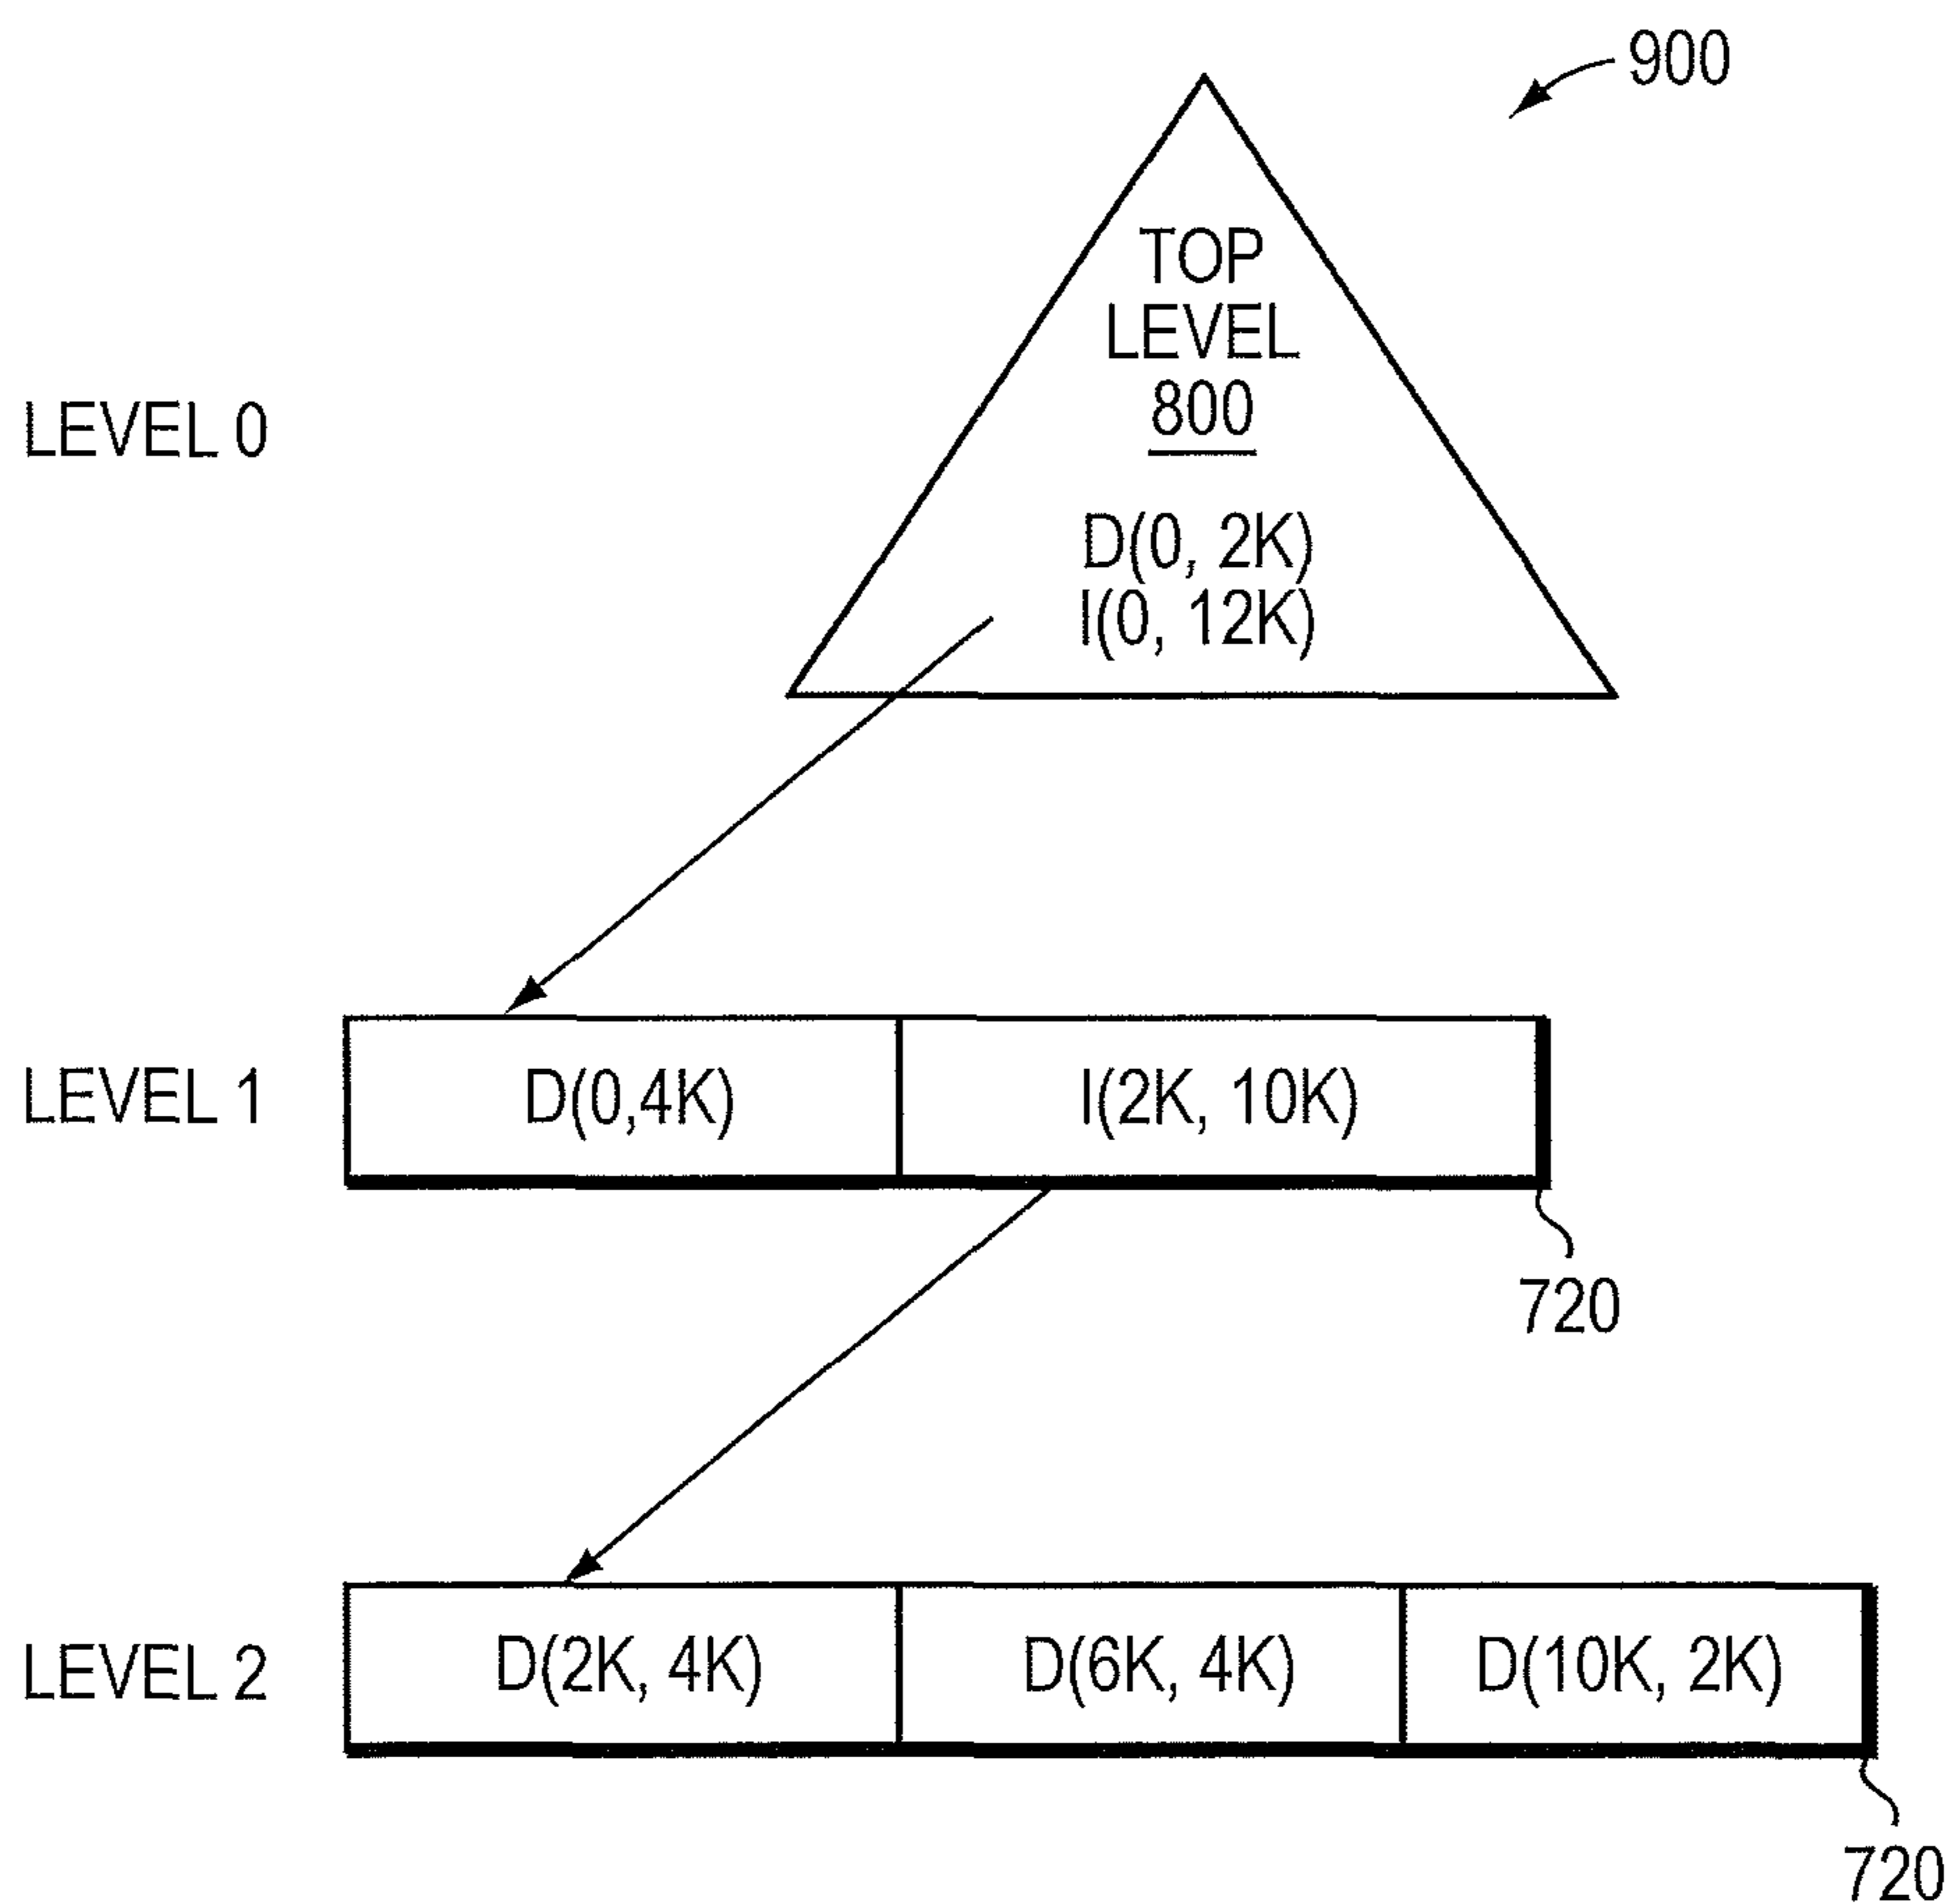 900
TOP
LEVEL
800
LEVEL 0
D(0, 2K)
I(0, 12K)
LEVEL 1
D(0,4K)
I(2K, 10K)
720
LEVEL 2
D(2K, 4K)
D(6K, 4K)
D(10K, 2K)
720